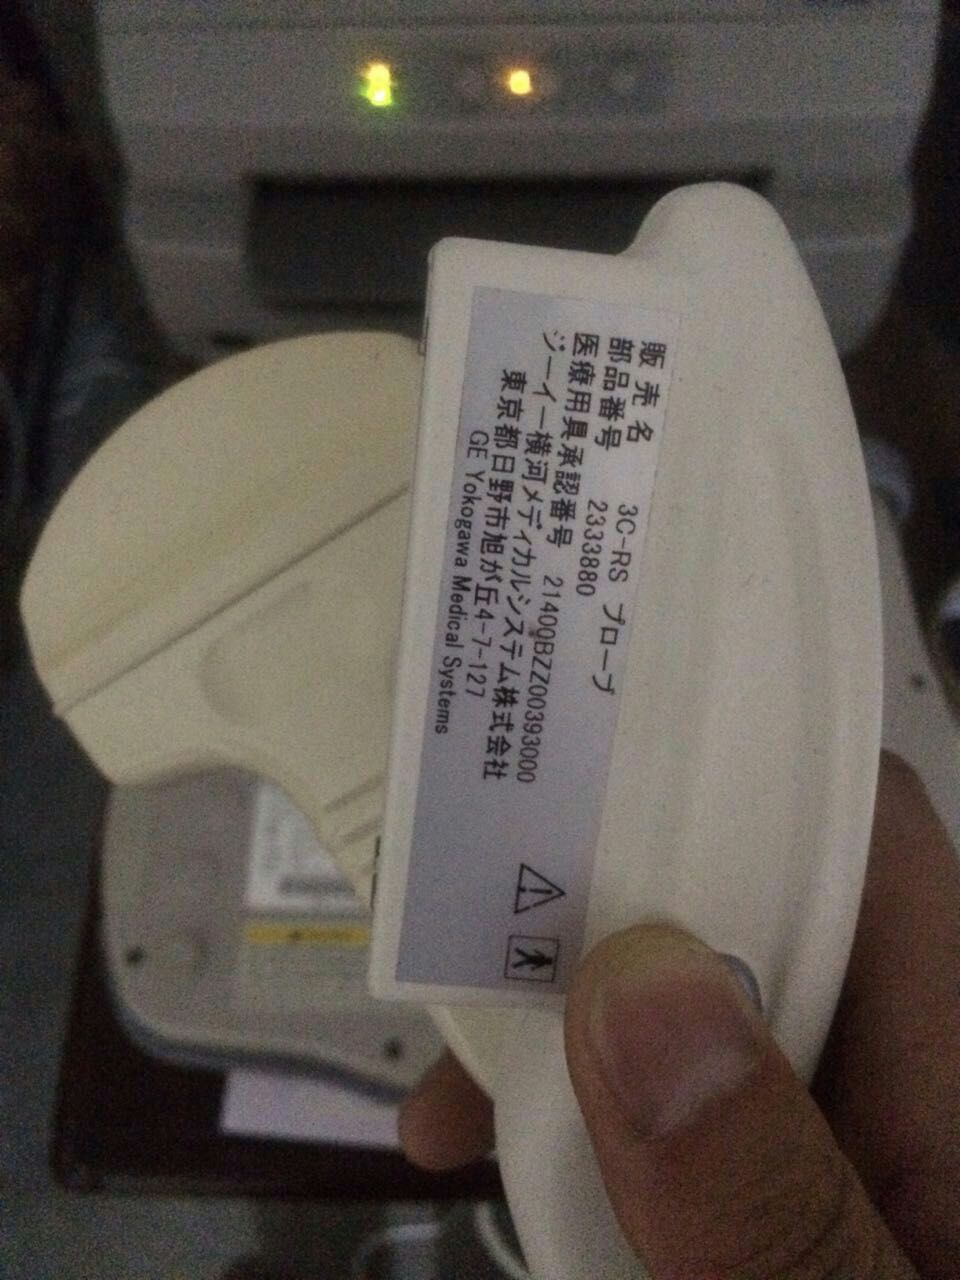 販売名 3C-RS プローブ
部品番号 2333880
医療用具承認番号 21400BZZ00393000
ジーイー横河メディカルシステム株式会社
東京都日野市旭が丘4-7-127
GE Yokogawa Medical Systems